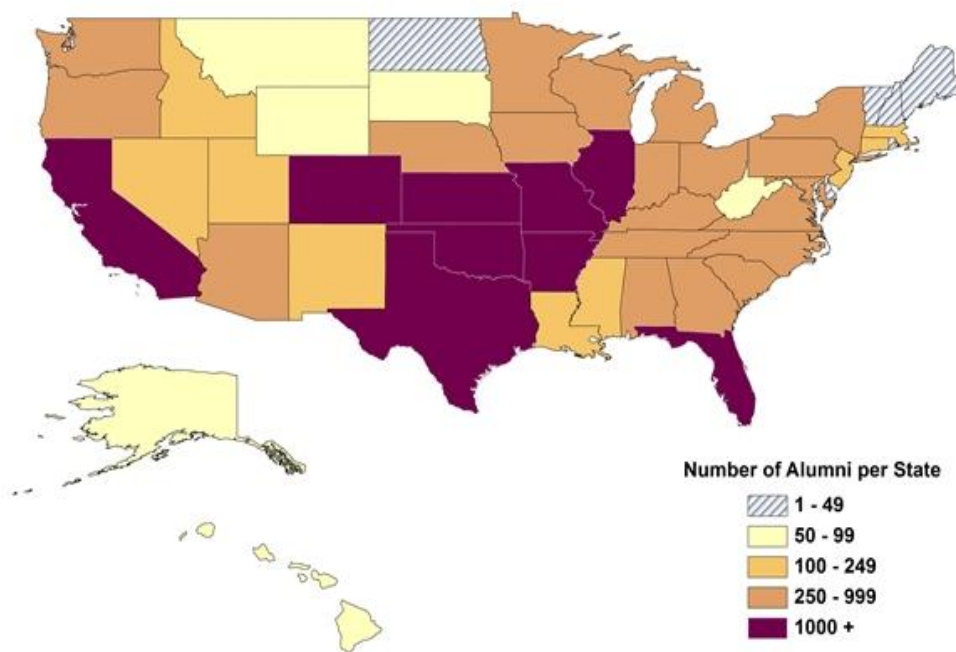 Number of Alumni per State
1 - 49
50 - 99
100 - 249
250 - 999
1000 +